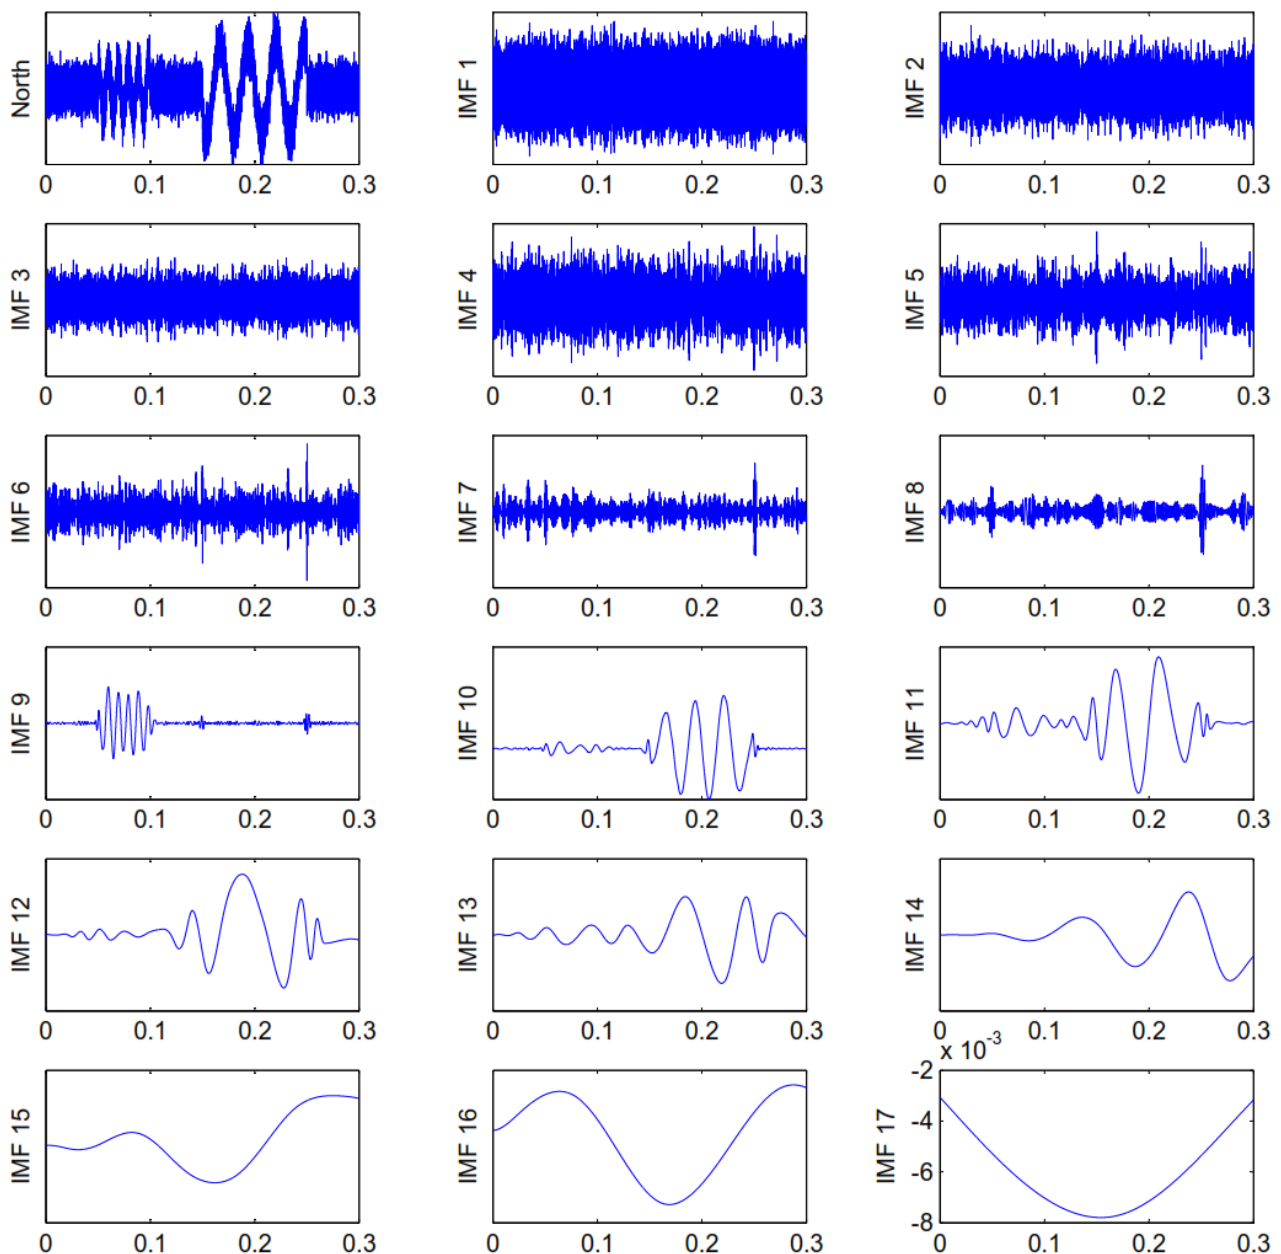 North
0 0.1 0.2 0.3
IMF 1
0 0.1 0.2 0.3
IMF 2
0 0.1 0.2 0.3
IMF 3
0 0.1 0.2 0.3
IMF 4
0 0.1 0.2 0.3
IMF 5
0 0.1 0.2 0.3
IMF 6
0 0.1 0.2 0.3
IMF 7
0 0.1 0.2 0.3
IMF 8
0 0.1 0.2 0.3
IMF 9
0 0.1 0.2 0.3
IMF 10
0 0.1 0.2 0.3
IMF 11
0 0.1 0.2 0.3
IMF 12
0 0.1 0.2 0.3
IMF 13
0 0.1 0.2 0.3
IMF 14
0 0.1 0.2 0.3
IMF 15
0 0.1 0.2 0.3
IMF 16
0 0.1 0.2 0.3
x 10⁻³
-2
-4
-6
-8
IMF 17
0 0.1 0.2 0.3